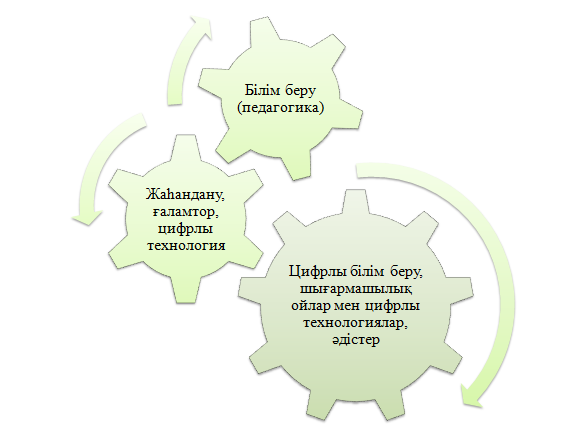 Білім беру
(педагогика)
Жаһандану,
ғаламтор,
цифрлы
технология
Цифрлы білім беру,
шығармашылық
ойлар мен цифрлы
технологиялар,
әдістер